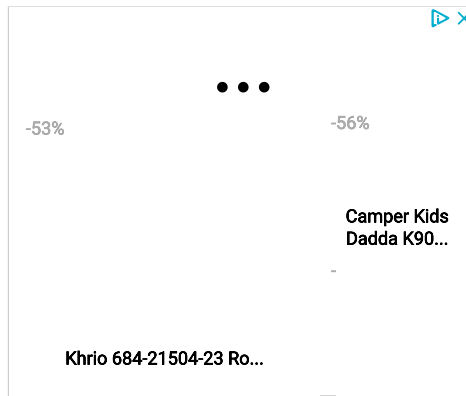 -53%
-56%
Camper Kids
Dadda K90...
-
Khrio 684-21504-23 Ro...